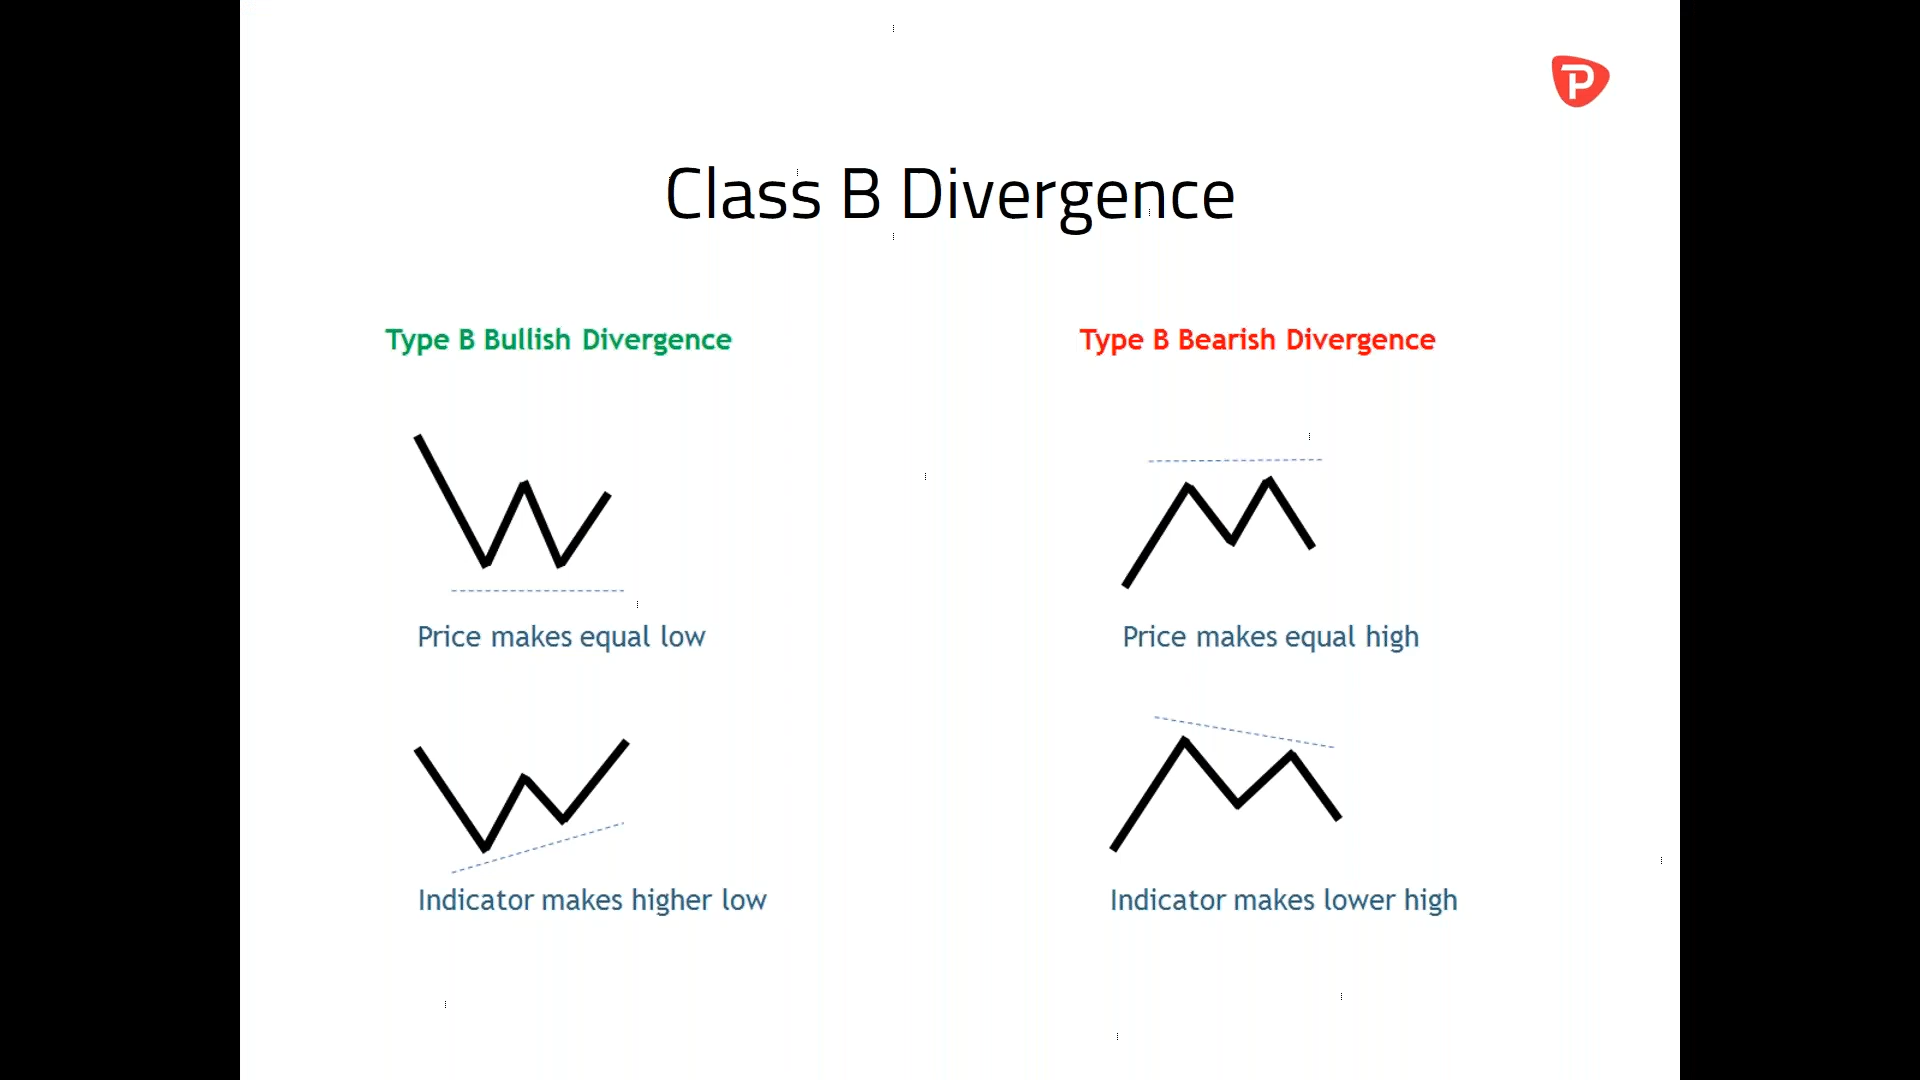 Class B Divergence
Type B Bullish Divergence
Type B Bearish Divergence
Price makes equal low
Price makes equal high
Indicator makes higher low
Indicator makes lower high